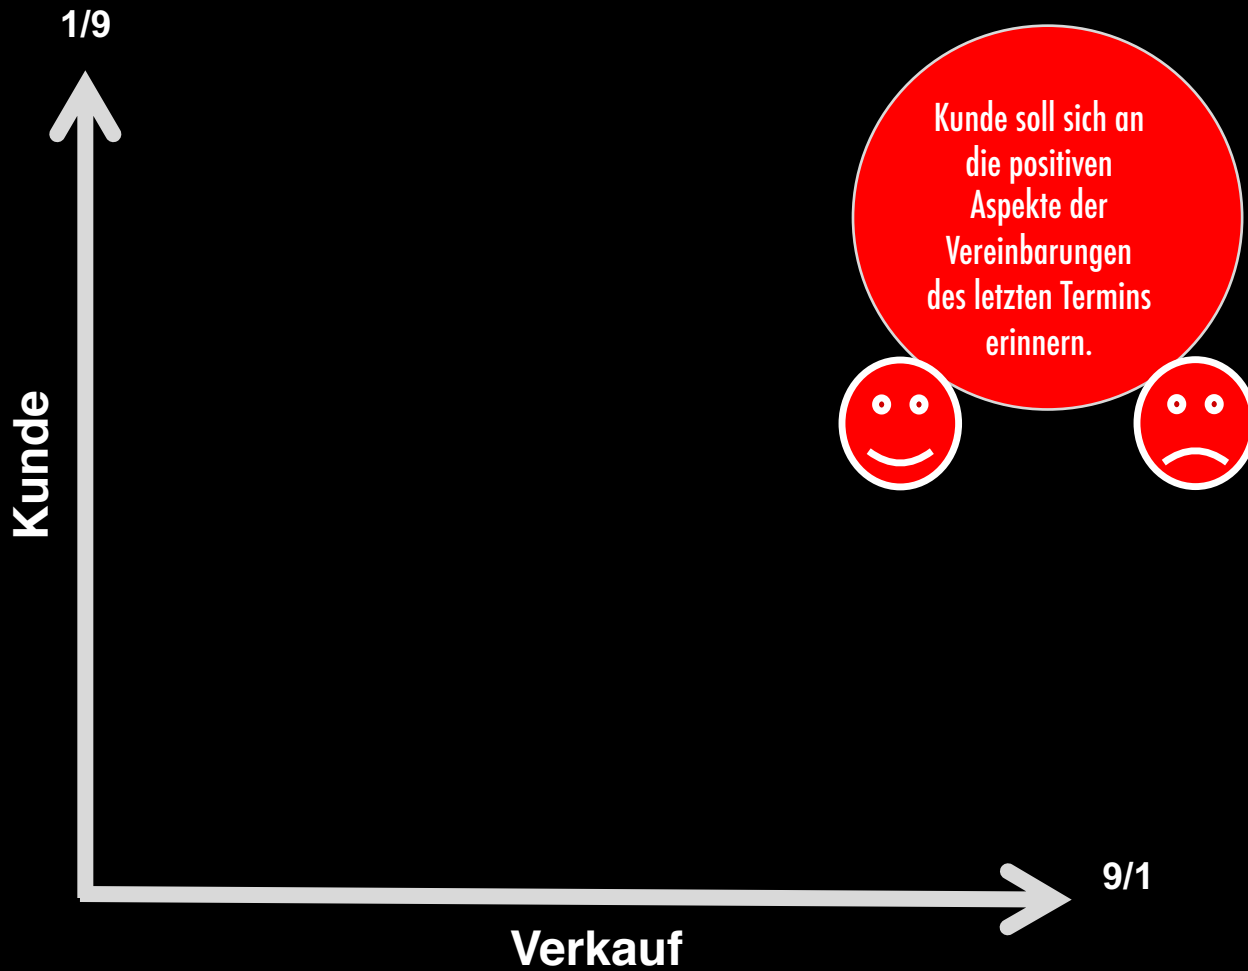 1/9
Kunde soll sich an
die positiven
Aspekte der
Vereinbarungen
des letzten Termins
erinnern.
Kunde
9/1
Verkauf